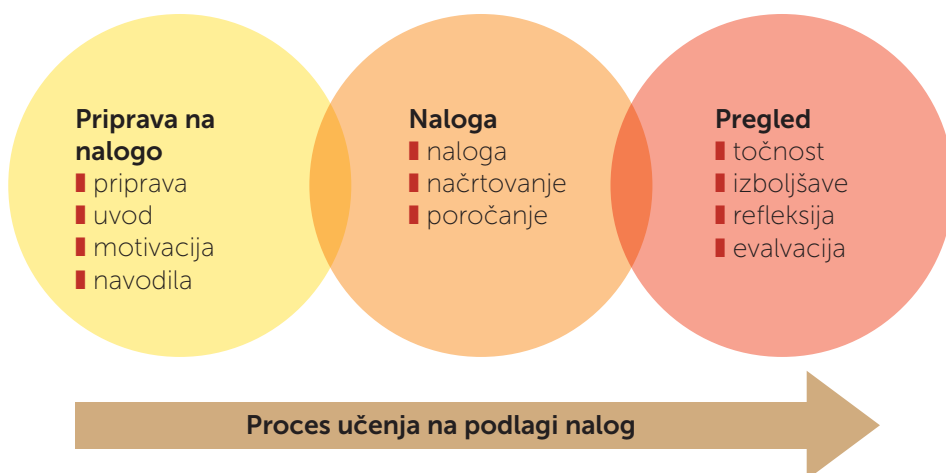 Priprava na
nalogo
priprava
uvod
motivacija
navodila
Naloga
naloga
načrtovanje
poročanje
Pregled
točnost
izboljšave
refleksija
evalvacija
Proces učenja na podlagi nalog